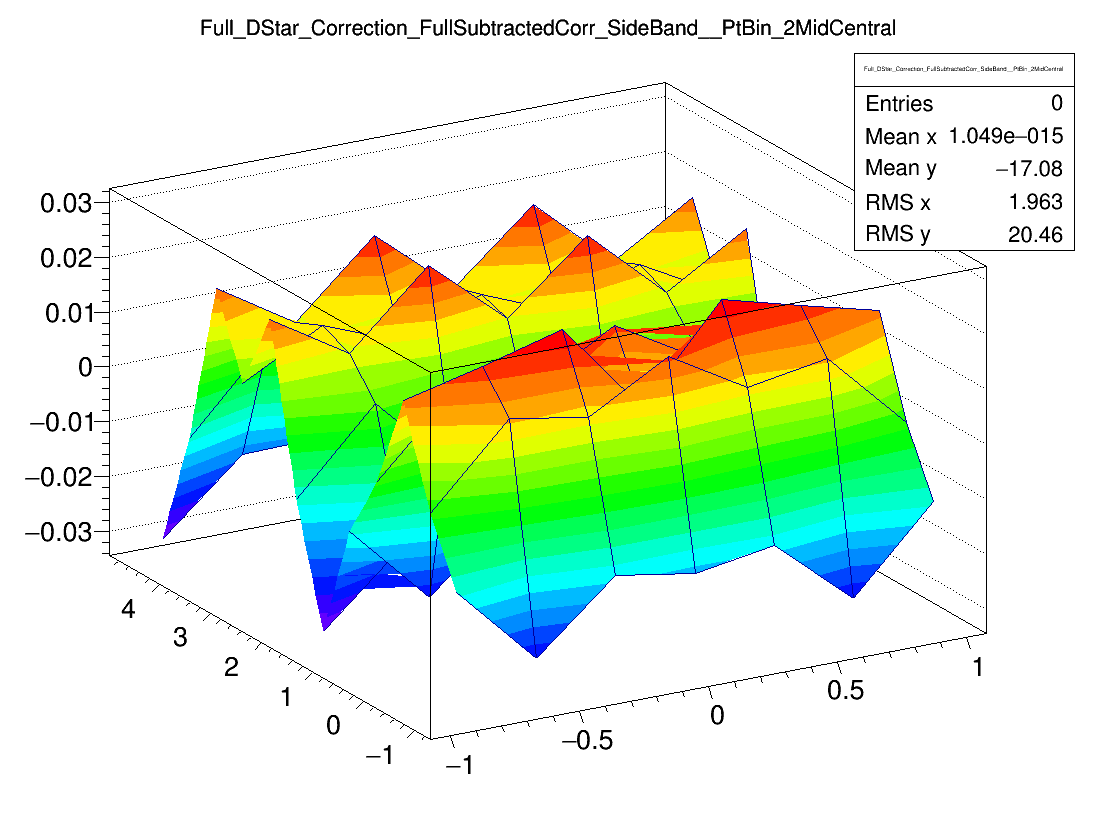 Full_DStar_Correction_FullSubtractedCorr_SideBand__PtBin_2MidCentral
Full_DStar_Correction_FullSubtractedCorr_SideBand__PtBin_2MidCentral
Entries 0
Mean x 1.049e−015
Mean y −17.08
RMS x 1.963
RMS y 20.46
0.03
0.02
0.01
0
−0.01
−0.02
−0.03
4
3
2
1
0
−1
−1
−0.5
0
0.5
1